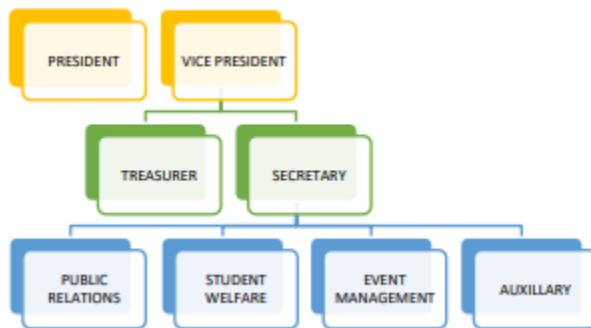 PRESIDENT
VICE PRESIDENT
TREASURER
SECRETARY
PUBLIC
RELATIONS
STUDENT
WELFARE
EVENT
MANAGEMENT
AUXILLARY